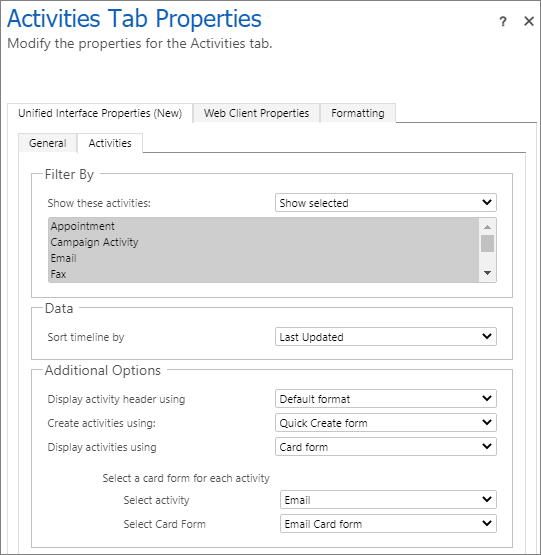 Activities Tab Properties
? ×
Modify the properties for the Activities tab.
Unified Interface Properties (New) Web Client Properties Formatting
General Activities
Filter By
Show these activities: Show selected
Appointment
Campaign Activity
Email
Fax
Data
Sort timeline by Last Updated
Additional Options
Display activity header using Default format
Create activities using: Quick Create form
Display activities using Card form
Select a card form for each activity
Select activity Email
Select Card Form Email Card form